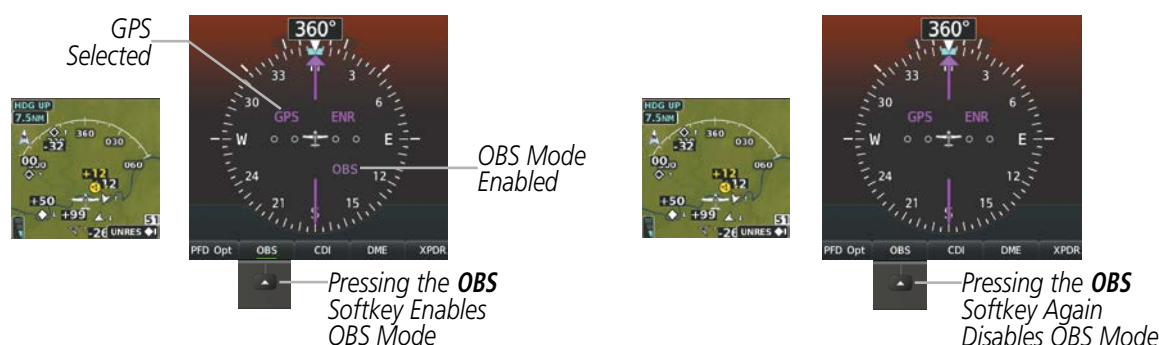 GPS
Selected
360°
33
3
30
6
GPS
ENR
W
E
OBS
24
12
21
15
S
OBS Mode
Enabled
HDG UP
7.5NM
360
030
-32
00
060
+12
12
+50
+99
-26
51
UNRES
PFD Opt
OBS
CDI
DME
XPDR
Pressing the OBS
Softkey Enables
OBS Mode
HDG UP
7.5NM
360
030
-32
00
060
+12
12
+50
+99
-26
51
UNRES
360°
33
3
30
6
GPS
ENR
W
E
24
12
21
15
S
PFD Opt
OBS
CDI
DME
XPDR
Pressing the OBS
Softkey Again
Disables OBS Mode